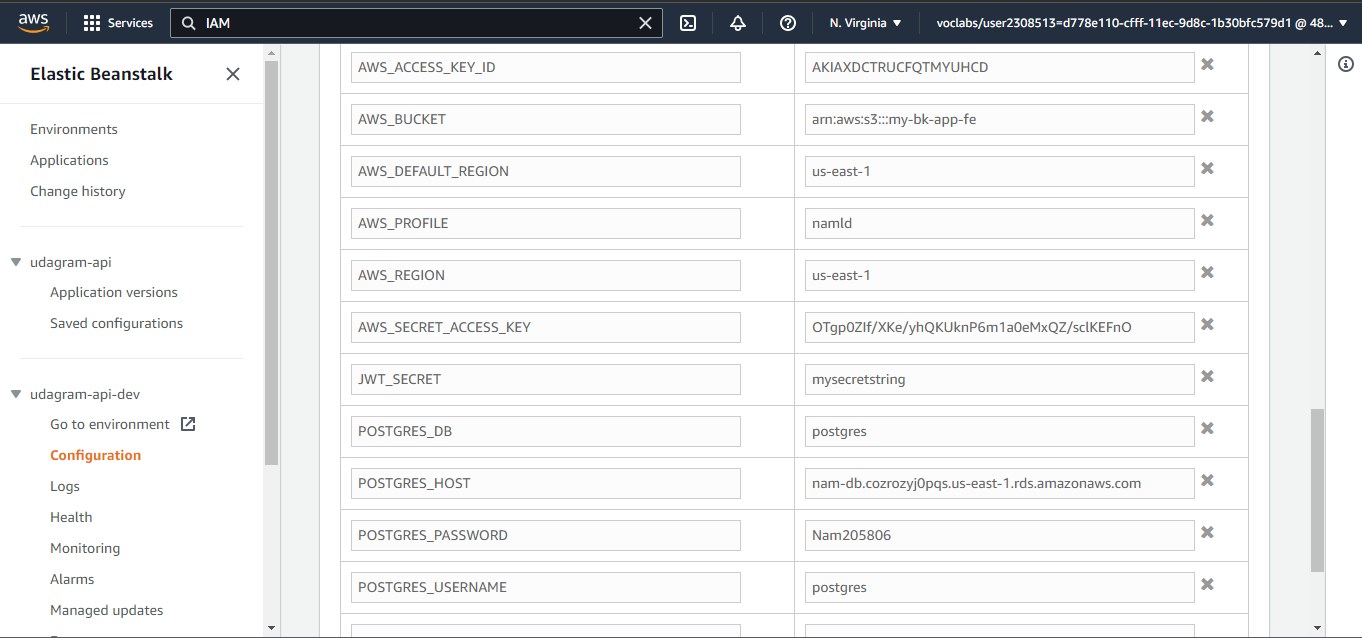 aws
Services
IAM
N. Virginia
voclabs/user2308513=d778e110-cfff-11ec-9d8c-1b30bfc579d1 @ 48...
Elastic Beanstalk
Environments
Applications
Change history
udagram-api
Application versions
Saved configurations
udagram-api-dev
Go to environment
Configuration
Logs
Health
Monitoring
Alarms
Managed updates
AWS_ACCESS_KEY_ID
AKIAXDCTRUCFQTMYUHCD
AWS_BUCKET
arn:aws:s3:::my-bk-app-fe
AWS_DEFAULT_REGION
us-east-1
AWS_PROFILE
namld
AWS_REGION
us-east-1
AWS_SECRET_ACCESS_KEY
OTgp0ZIf/XKe/yhQKUknP6m1a0eMxQZ/sclKEFnO
JWT_SECRET
mysecretstring
POSTGRES_DB
postgres
POSTGRES_HOST
nam-db.cozrozyj0pqs.us-east-1.rds.amazonaws.com
POSTGRES_PASSWORD
Nam205806
POSTGRES_USERNAME
postgres